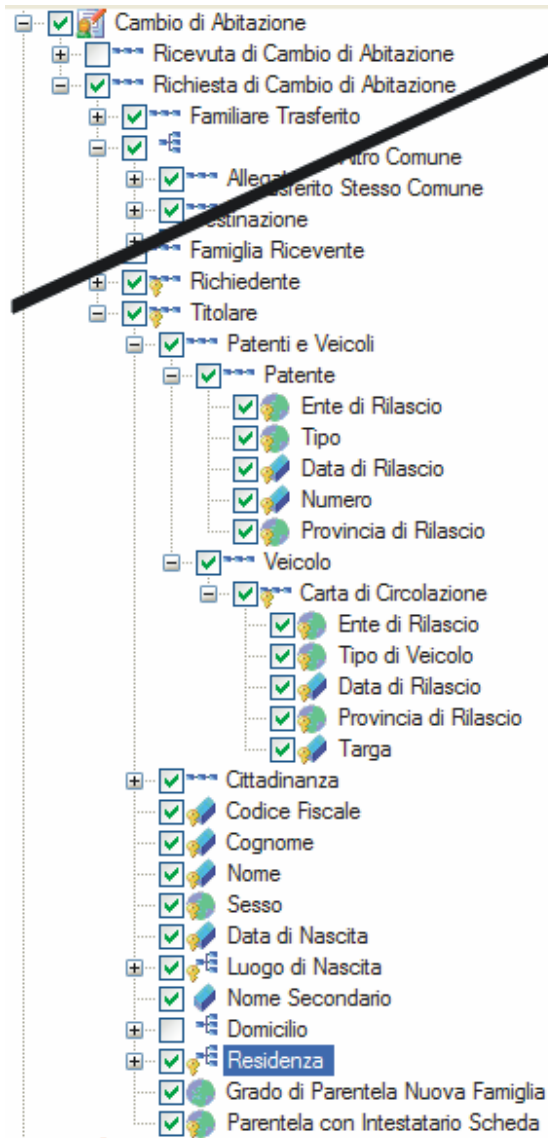 Cambio di Abitazione
Ricevuta di Cambio di Abitazione
Richiesta di Cambio di Abitazione
Familiare Trasferito
Comune
Stesso Comune
Famiglia Ricevente
Richiedente
Titolare
Patenti e Veicoli
Patente
Ente di Rilascio
Tipo
Data di Rilascio
Numero
Provincia di Rilascio
Veicolo
Carta di Circolazione
Ente di Rilascio
Tipo di Veicolo
Data di Rilascio
Provincia di Rilascio
Targa
Cittadinanza
Codice Fiscale
Cognome
Nome
Sesso
Data di Nascita
Luogo di Nascita
Nome Secondario
Domicilio
Residenza
Grado di Parentela Nuova Famiglia
Parentela con Intestatario Scheda